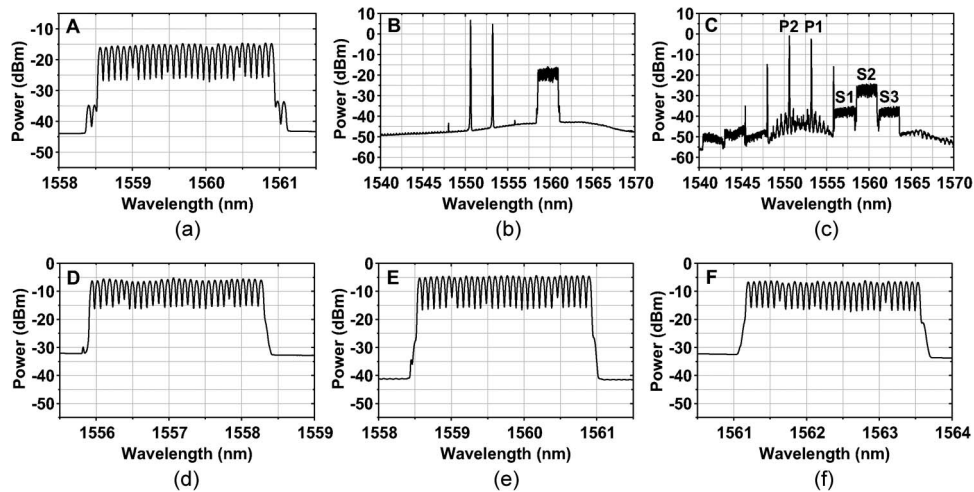 A
Power (dBm)
0
-10
-20
-30
-40
-50
1558 1559 1560 1561
Wavelength (nm)
(a)
B
Power (dBm)
10
0
-10
-20
-30
-40
-50
-60
1540 1545 1550 1555 1560 1565 1570
Wavelength (nm)
(b)
C
P2 P1
S1 S2 S3
Power (dBm)
10
0
-10
-20
-30
-40
-50
-60
1540 1545 1550 1555 1560 1565 1570
Wavelength (nm)
(c)
D
Power (dBm)
0
-10
-20
-30
-40
-50
1556 1557 1558 1559
Wavelength (nm)
(d)
E
Power (dBm)
0
-10
-20
-30
-40
-50
1558 1559 1560 1561
Wavelength (nm)
(e)
F
Power (dBm)
0
-10
-20
-30
-40
-50
1561 1562 1563 1564
Wavelength (nm)
(f)